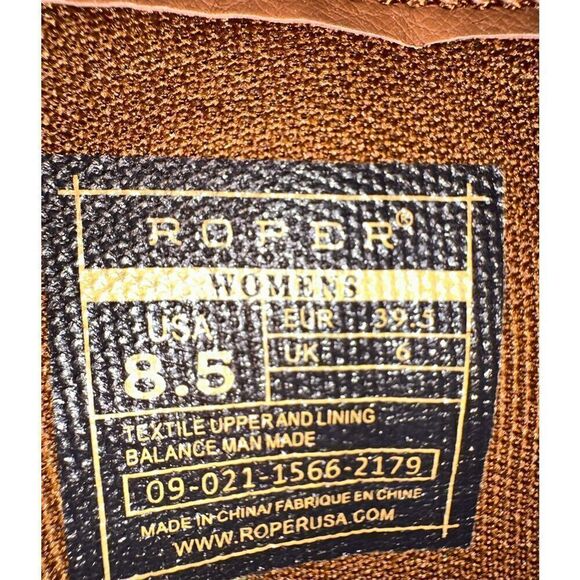 ROPER®
WOMENS
USA
8.5
EUR 39.5
UK 6
TEXTILE UPPER AND LINING
BALANCE MAN MADE
09-021-1566-2179
MADE IN CHINA/ FABRIQUE EN CHINE
WWW.ROPERUSA.COM